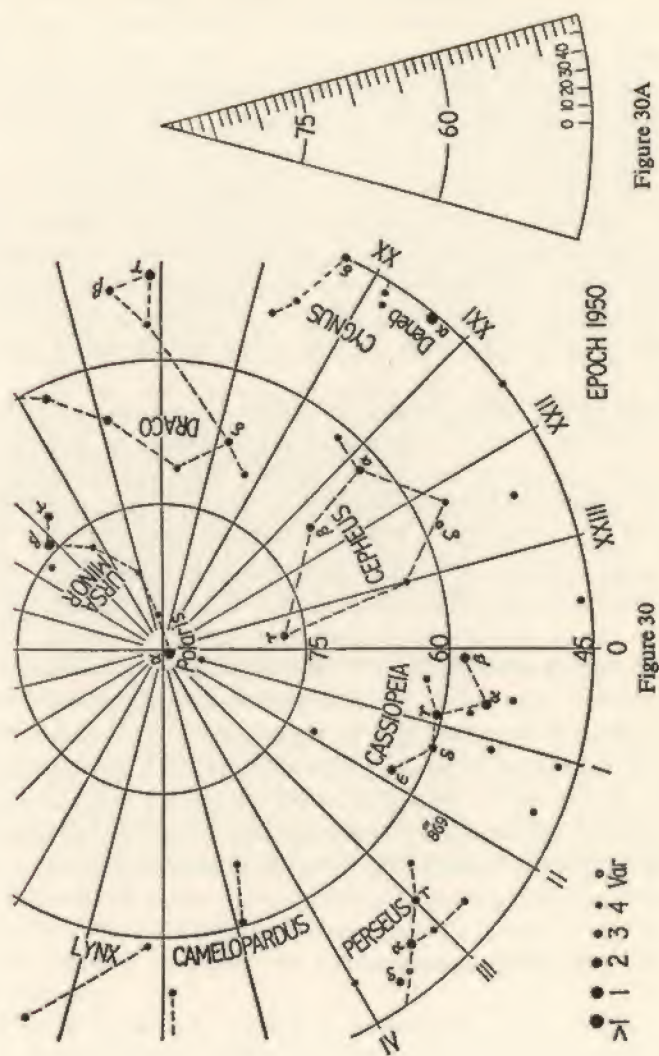 LYNX
CAMELOPARDUS
IV
PERSEUS
δ
α
γ
III
869
II
CASSIOPEIA
ε
δ
γ
α
β
I
URSA
MINOR
β
γ
α
Polaris
75
60
45
0
DRACO
β
γ
δ
CEPHEUS
γ
β
α
δ
ζ
XXIII
XXII
XXI
XX
CYGNUS
δ
Deneb
α
EPOCH 1950
>1 1 2 3 4 Var
Figure 30
75
60
0 10 20 30 40
Figure 30A